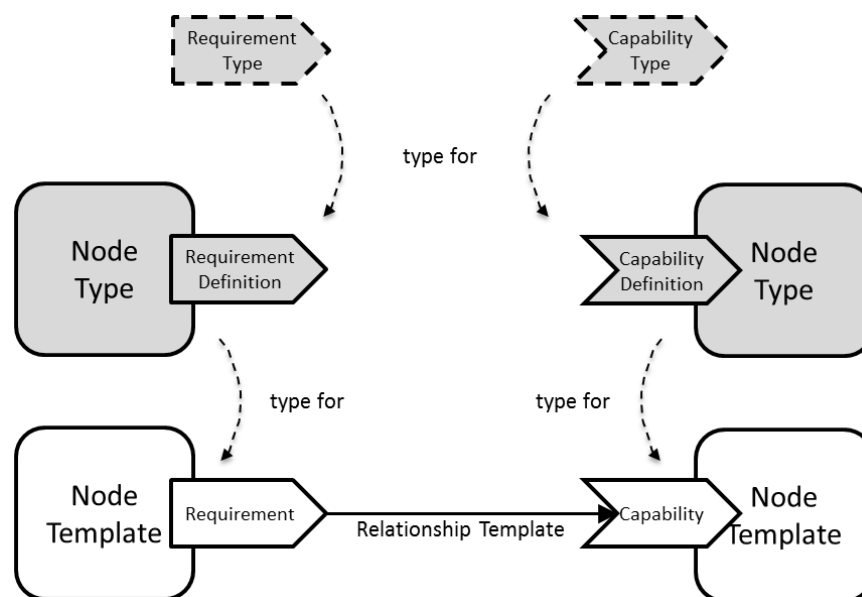 Requirement
Type
Capability
Type
type for
Node
Type
Requirement
Definition
Capability
Definition
Node
Type
type for
type for
Node
Template
Requirement
Relationship Template
Capability
Node
Template